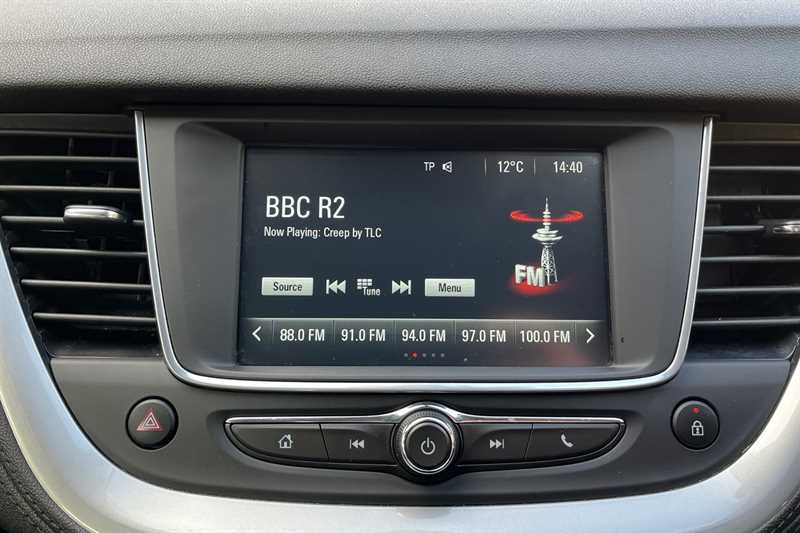 TP 12°C 14:40
BBC R2
Now Playing: Creep by TLC
FM
Source Tune Menu
88.0 FM 91.0 FM 94.0 FM 97.0 FM 100.0 FM